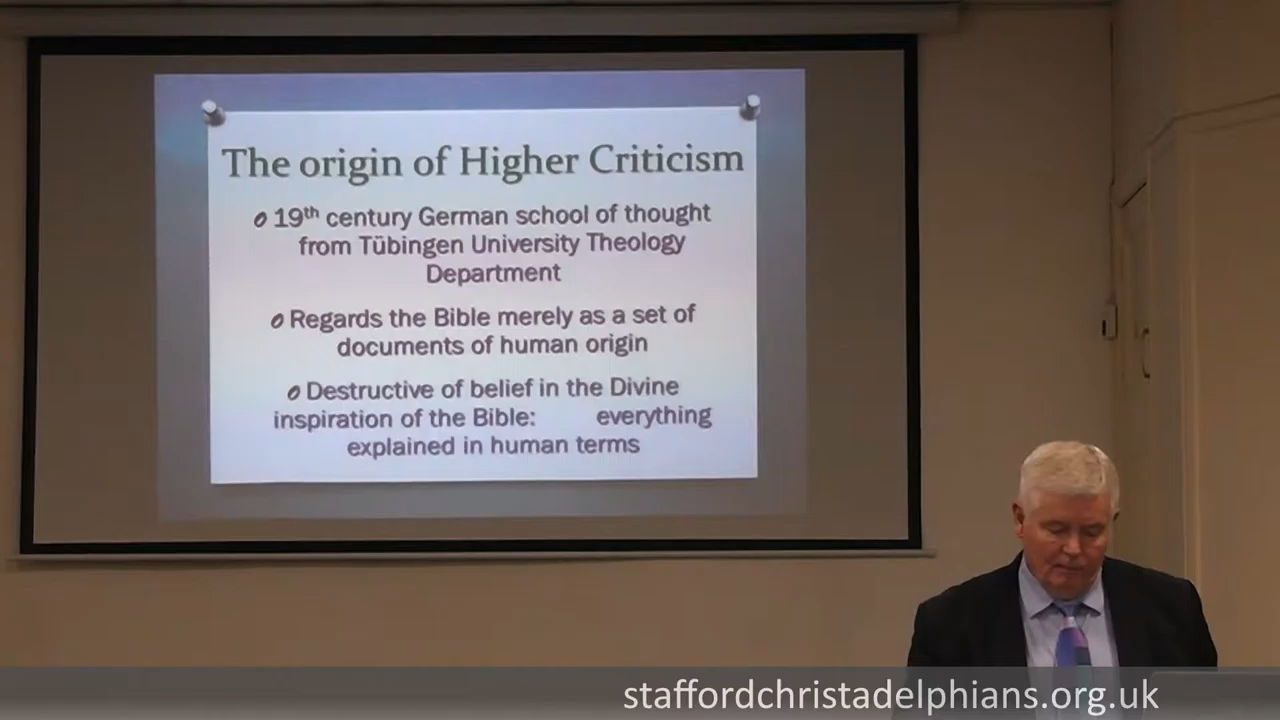 The origin of Higher Criticism
19th century German school of thought
from Tübingen University Theology
Department
Regards the Bible merely as a set of
documents of human origin
Destructive of belief in the Divine
inspiration of the Bible: everything
explained in human terms
staffordchristadelphians.org.uk